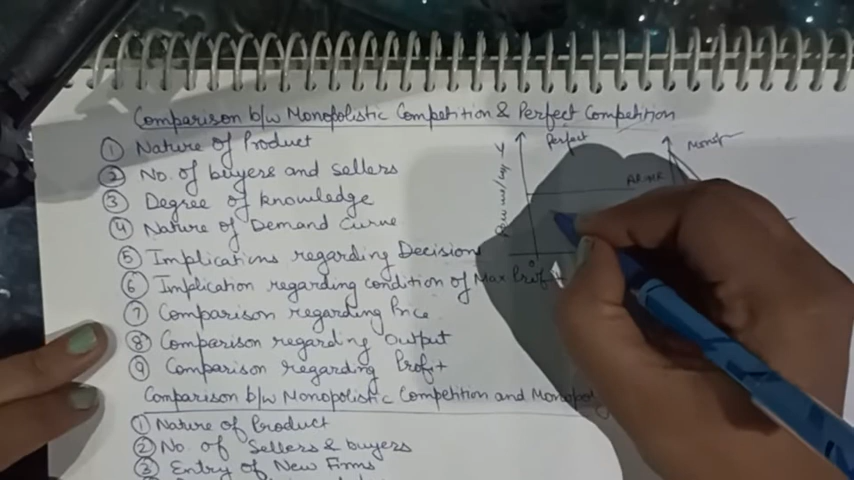 Comparison b/w Monopolistic Competition & Perfect Competition
① Nature of Product
② No. of buyers and sellers
③ Degree of knowledge
④ Nature of Demand Curve
⑤ Implications regarding Decisions
⑥ Implication regarding condition of Max Profit
⑦ Comparison regarding Price
⑧ Comparison regarding Output
⑨ Comparison regarding Profit
Y
Perfect
AR=MR
0
Comparison b/w Monopolistic Competition and Monopoly
① Nature of Product
② No. of Sellers & buyers
③ Entry of New Firms